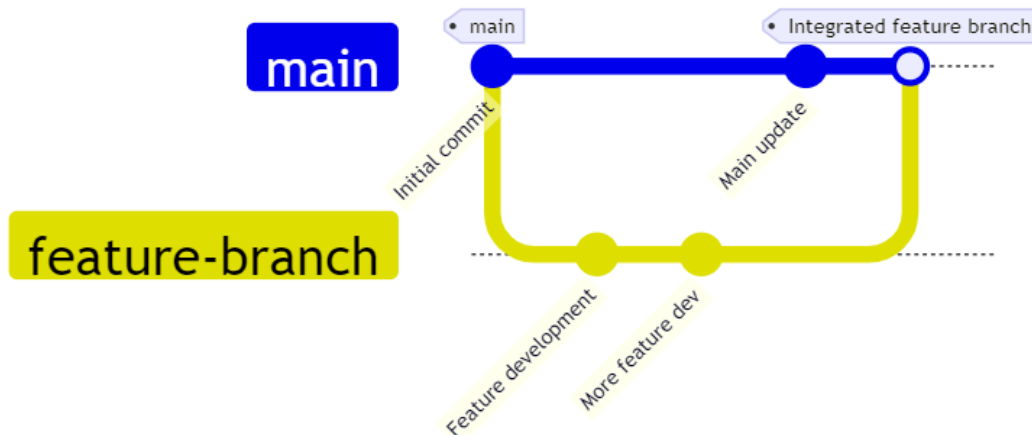 main
main
Integrated feature branch
Initial commit
Main update
feature-branch
Feature development
More feature dev